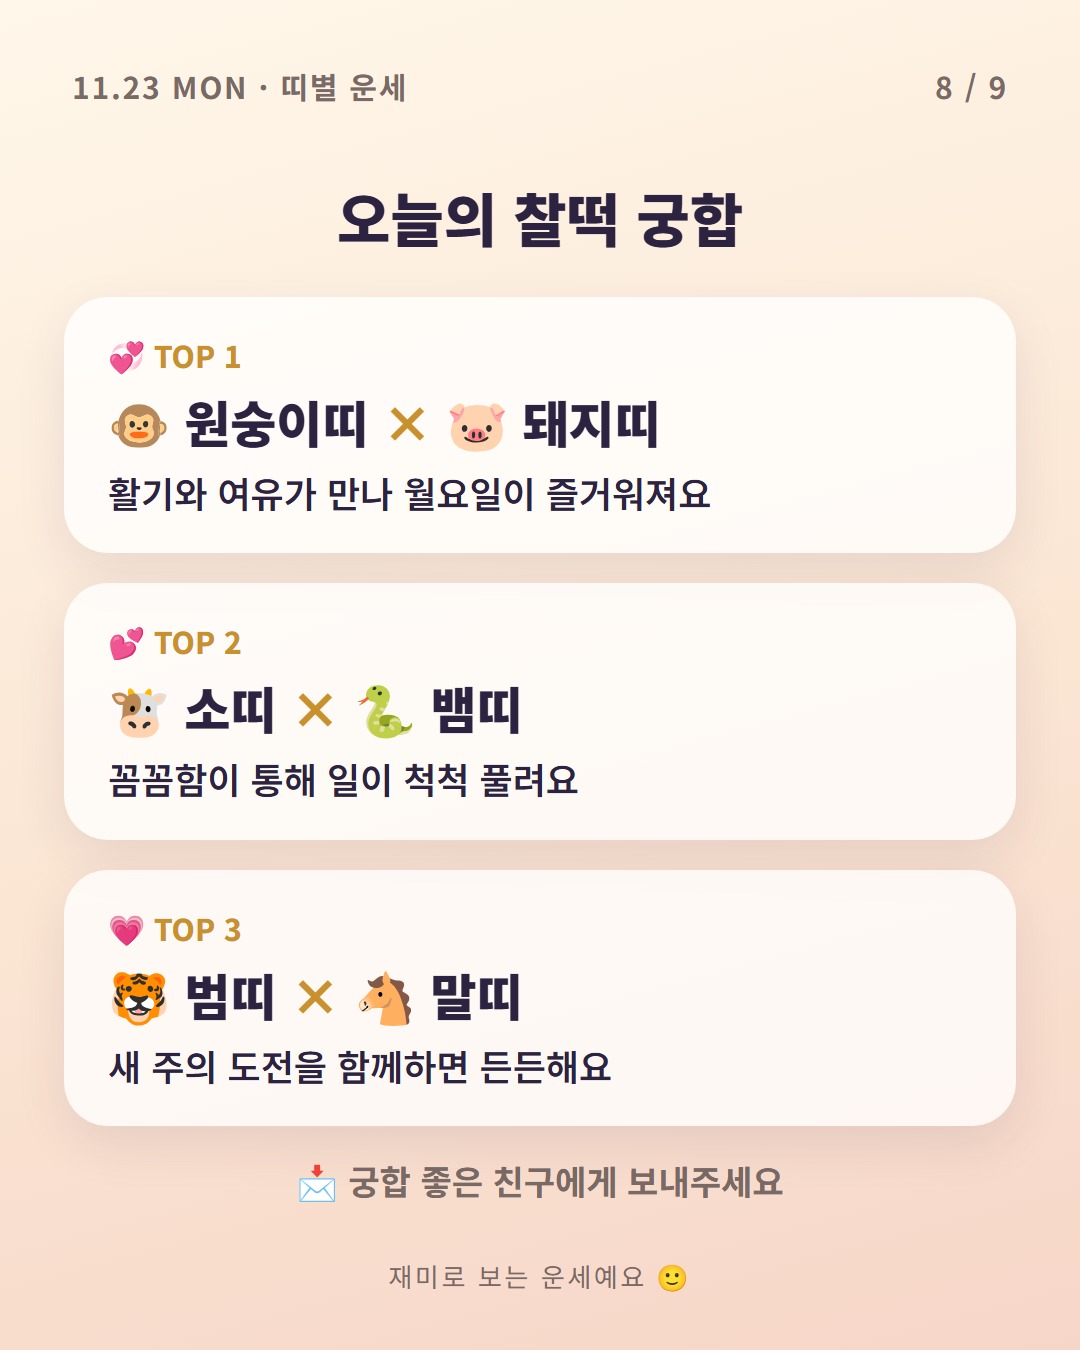 11.23 MON · 띠별 운세
8 / 9
오늘의 찰떡 궁합
💞 TOP 1
🐵 원숭이띠 × 🐷 돼지띠
활기와 여유가 만나 월요일이 즐거워져요
💕 TOP 2
🐮 소띠 × 🐍 뱀띠
꼼꼼함이 통해 일이 척척 풀려요
💗 TOP 3
🐯 범띠 × 🐴 말띠
새 주의 도전을 함께하면 든든해요
📩 궁합 좋은 친구에게 보내주세요
재미로 보는 운세예요 🙂